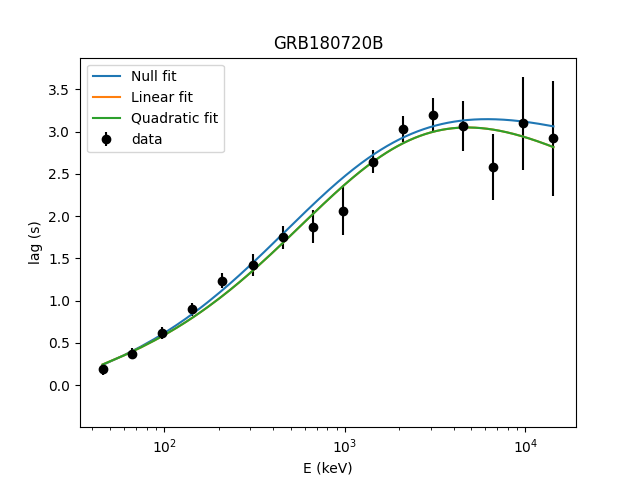 GRB180720B
Null fit
Linear fit
Quadratic fit
data
lag (s)
3.5
3.0
2.5
2.0
1.5
1.0
0.5
0.0
10²
10³
10⁴
E (keV)